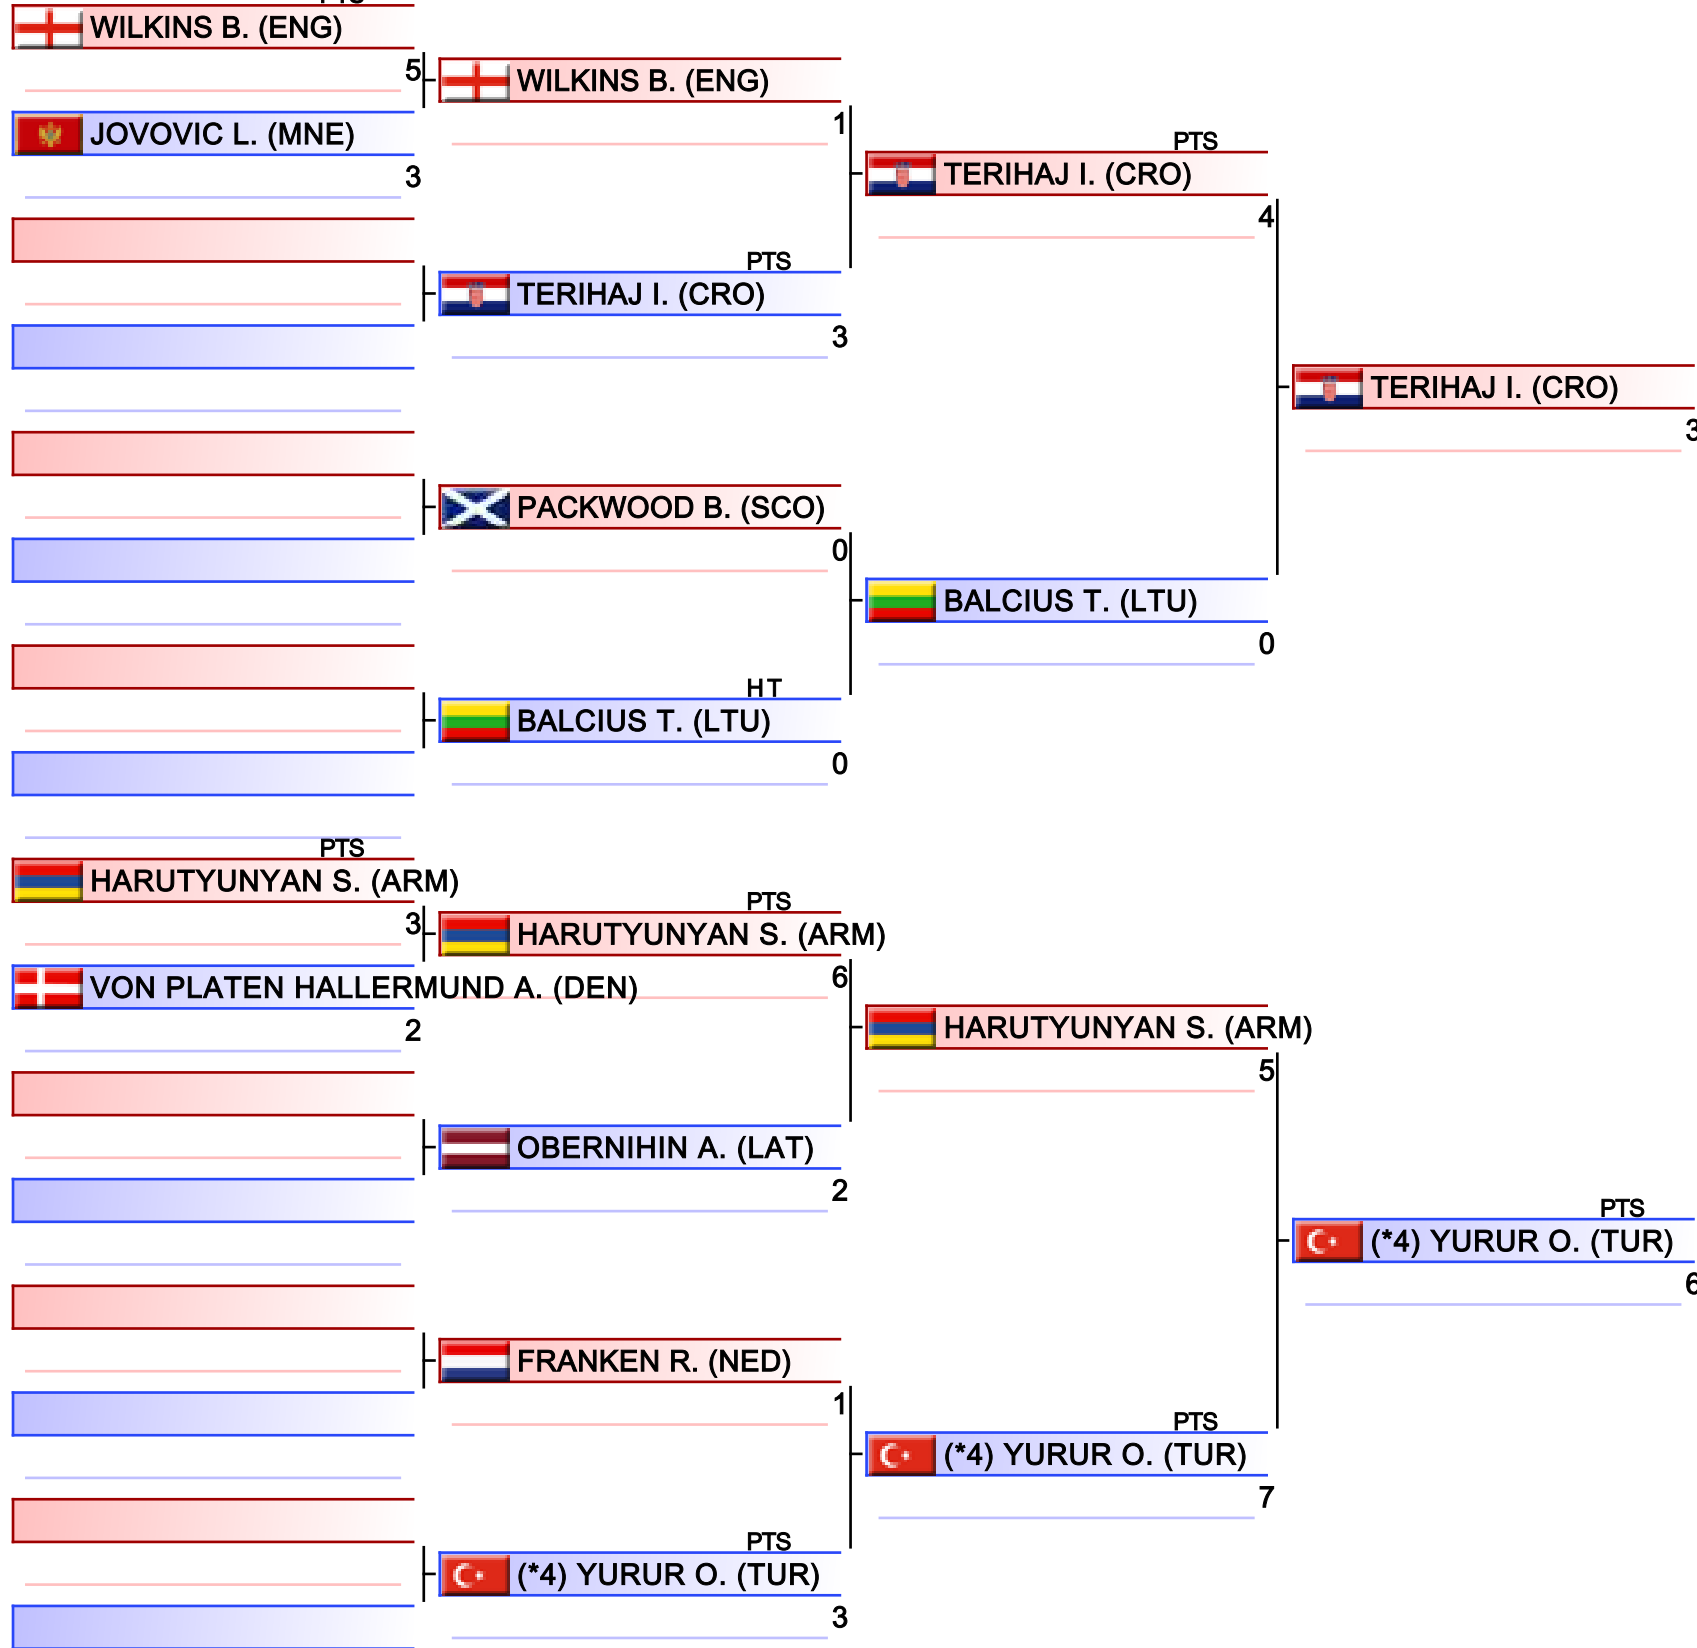 PTS
WILKINS B. (ENG)
5
JOVOVIC L. (MNE)
3
WILKINS B. (ENG)
1
PTS
TERIHAJ I. (CRO)
3
PACKWOOD B. (SCO)
0
HT
BALCIUS T. (LTU)
0
PTS
TERIHAJ I. (CRO)
4
BALCIUS T. (LTU)
0
TERIHAJ I. (CRO)
3
PTS
HARUTYUNYAN S. (ARM)
3
VON PLATEN HALLERMUND A. (DEN)
2
PTS
HARUTYUNYAN S. (ARM)
6
OBERNIHIN A. (LAT)
2
FRANKEN R. (NED)
1
PTS
(*4) YURUR O. (TUR)
3
HARUTYUNYAN S. (ARM)
5
PTS
(*4) YURUR O. (TUR)
7
PTS
(*4) YURUR O. (TUR)
6